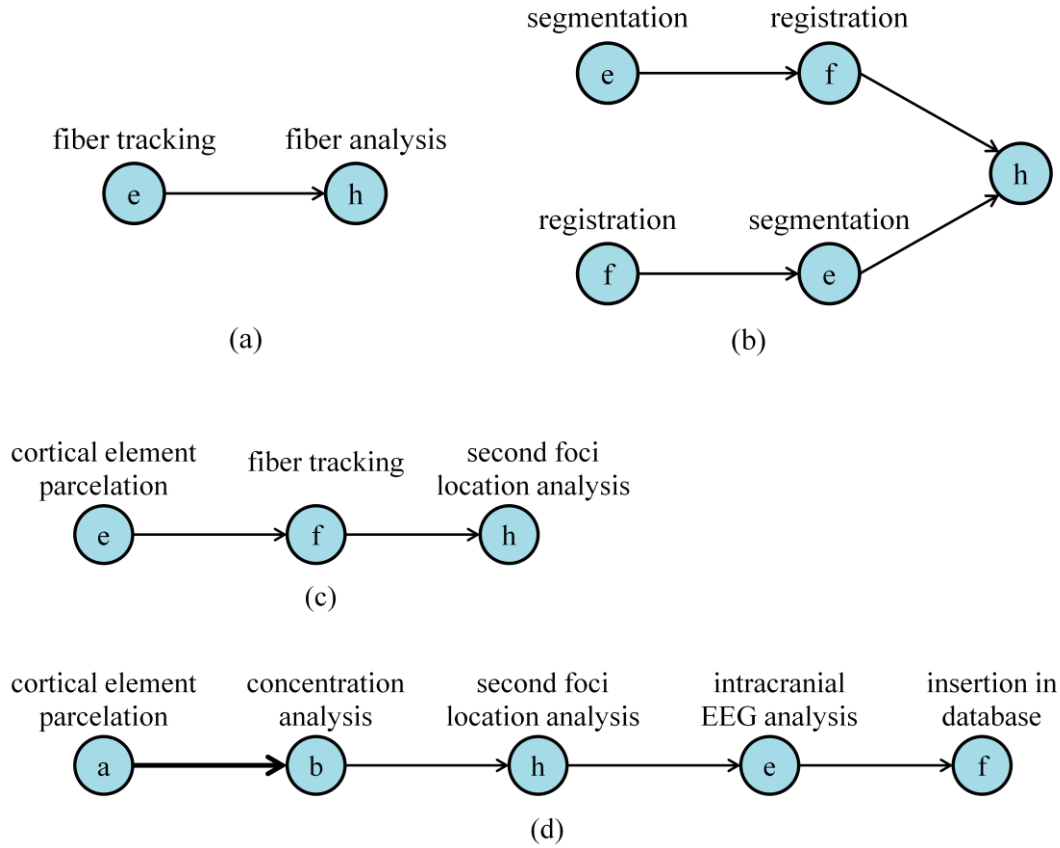 fiber tracking
fiber analysis
e
h
(a)
segmentation
registration
e
f
h
registration
segmentation
f
e
(b)
cortical element
parcelation
fiber tracking
second foci
location analysis
e
f
h
(c)
cortical element
parcelation
concentration
analysis
second foci
location analysis
intracranial
EEG analysis
insertion in
database
a
b
h
e
f
(d)